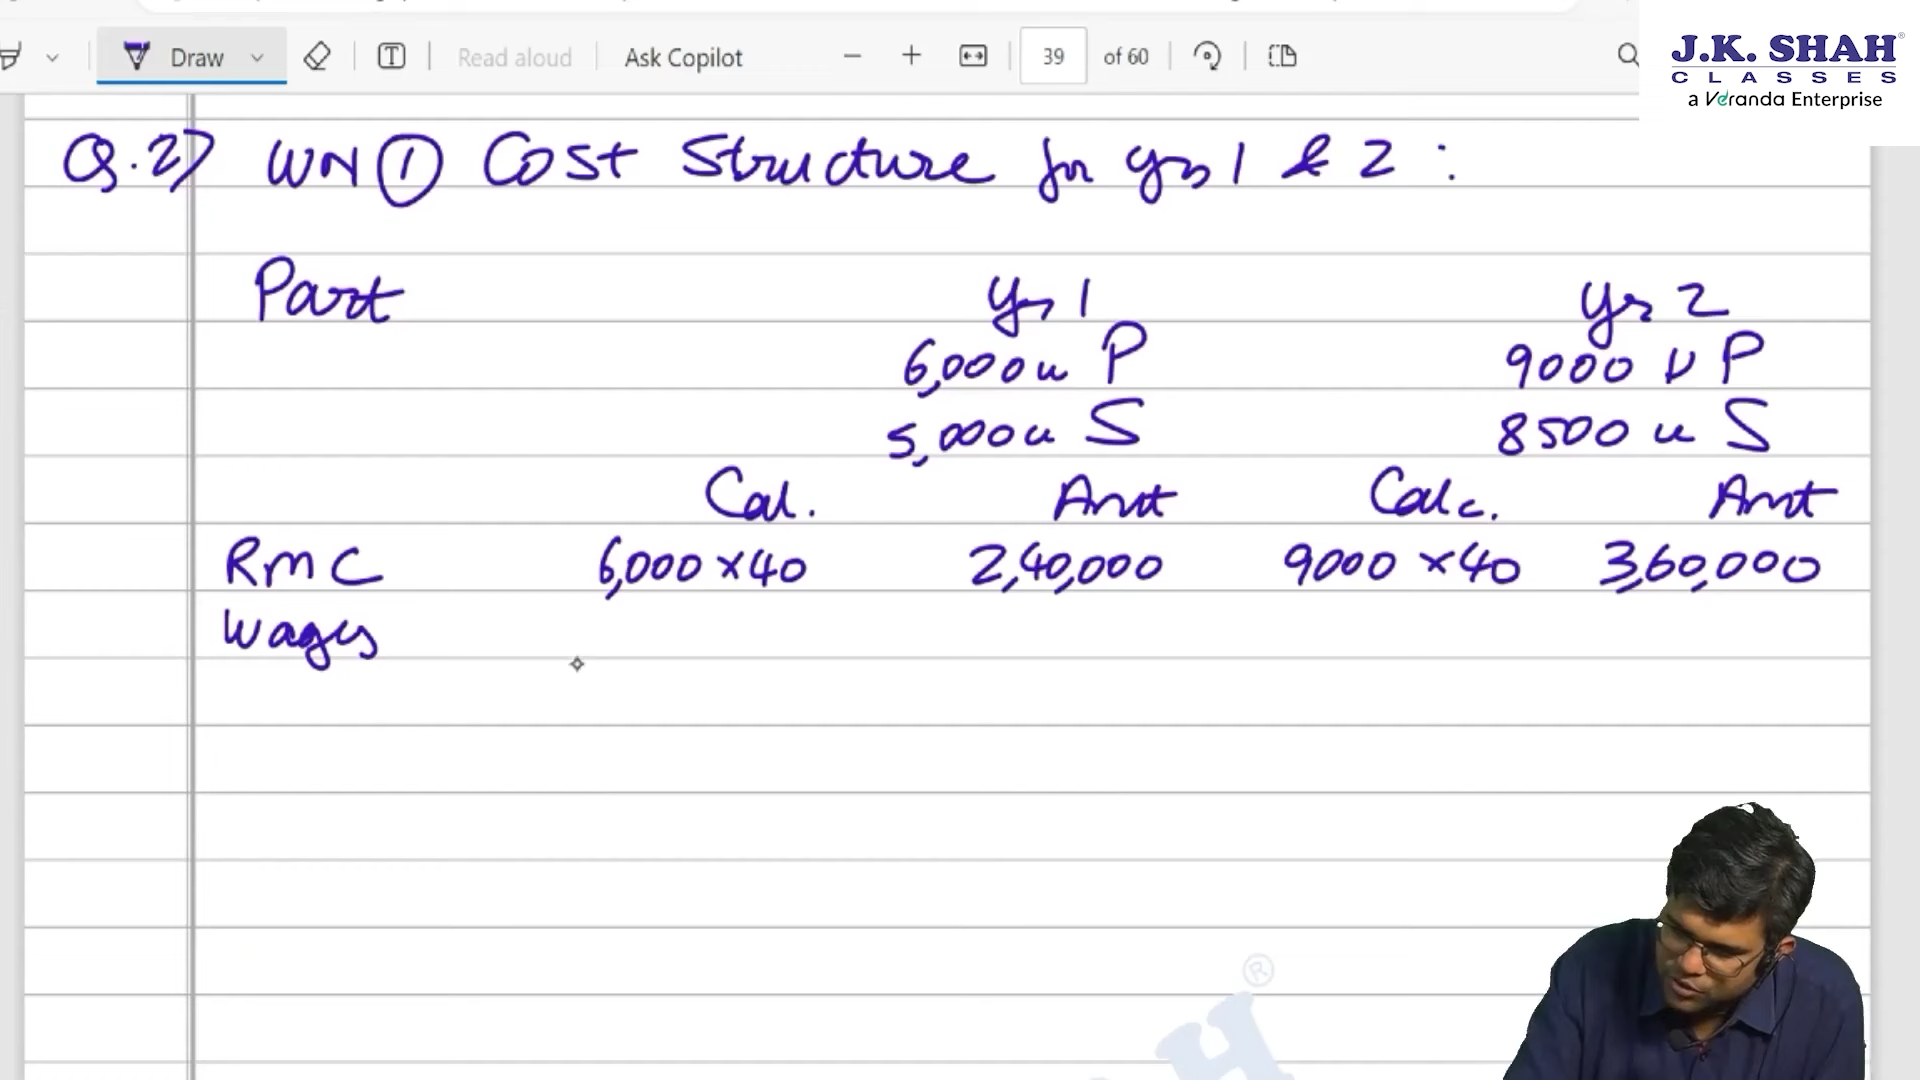 Draw
Read aloud
Ask Copilot
39 of 60
J.K. SHAH®
CLASSES
a Veranda Enterprise
Q.2) WN ① Cost Structure for yrs 1 & 2 :
Part yr 1 yr 2
6,000 u P 9000 u P
5,000 u S 8500 u S
Cal. Amt Calc. Amt
RMC 6,000 × 40 2,40,000 9000 × 40 3,60,000
Wages
®
H